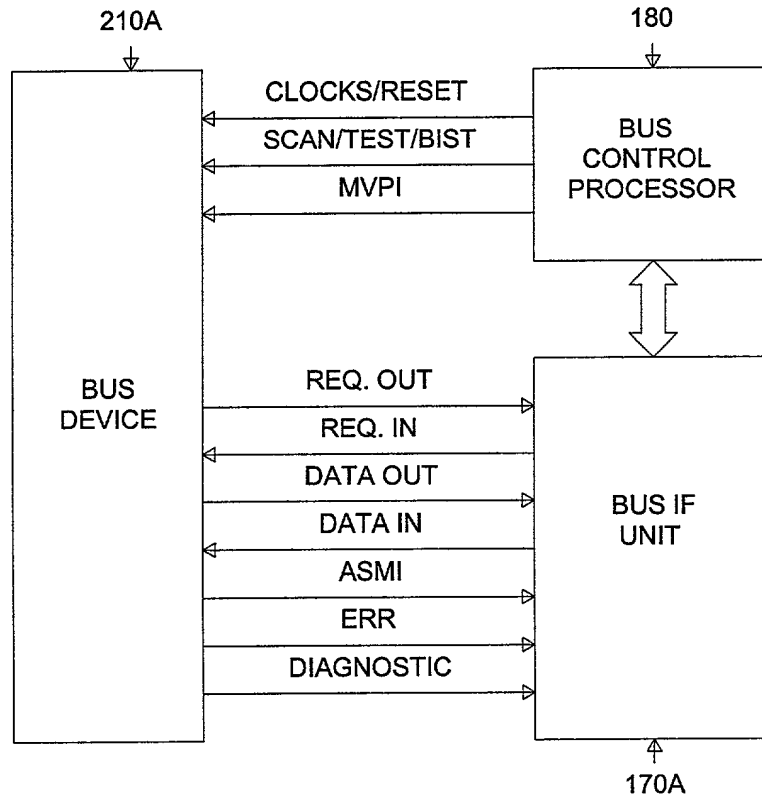 210A
180
CLOCKS/RESET
SCAN/TEST/BIST
MVPI
BUS
CONTROL
PROCESSOR
BUS
DEVICE
REQ. OUT
REQ. IN
DATA OUT
DATA IN
ASMI
ERR
DIAGNOSTIC
BUS IF
UNIT
170A